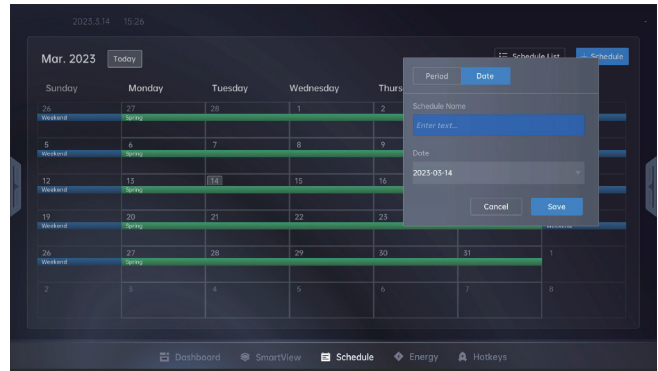 2023.3.14 15:26
Mar. 2023 Today Schedule List + Schedule
Period Date
Sunday Monday Tuesday Wednesday Thurs
Schedule Name
Enter text...
Date
2023-03-14
Cancel Save
26 27 28 1 2
Weekend Spring
5 6 7 8 9
Weekend Spring
12 13 14 15 16
Weekend Spring
19 20 21 22 23
Weekend Spring Weekend
26 27 28 29 30 31 1
Weekend Spring
2 3 4 5 6 7 8
Dashboard SmartView Schedule Energy Hotkeys